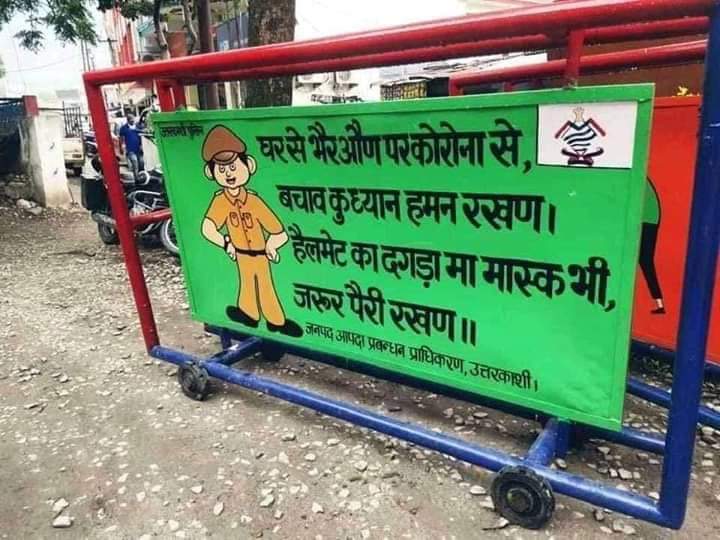 उत्तरकाशी पुलिस
घर से भैर औण पर कोरोना से,
बचाव कु ध्यान हमन रखण।
हैलमेट का दगड़ा मा मास्क भी,
जरूर पैरी रखण॥
जनपद आपदा प्रबन्धन प्राधिकरण, उत्तरकाशी।